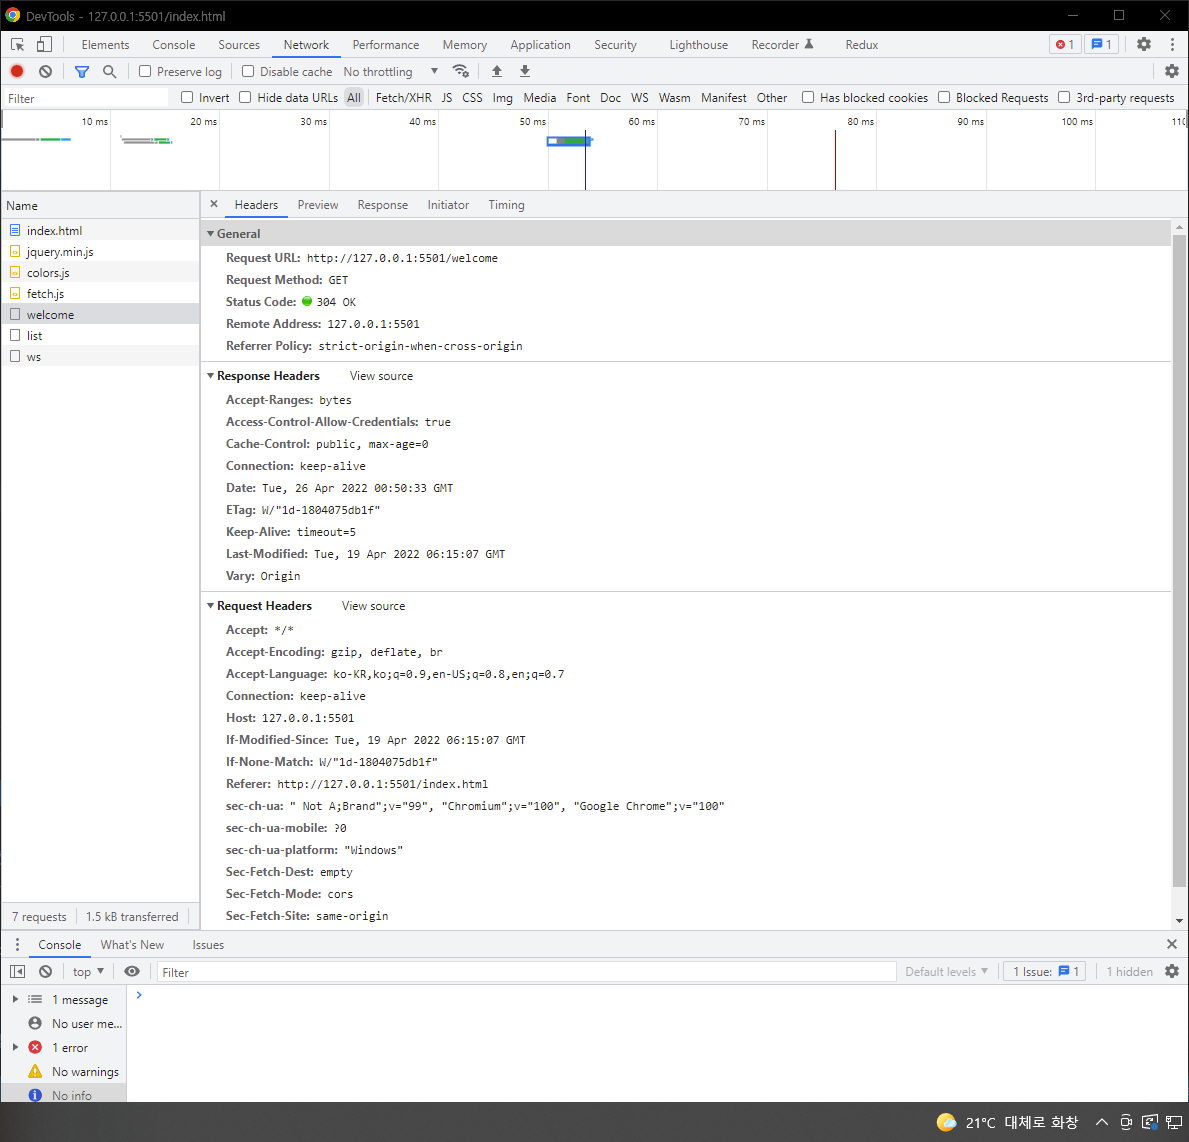 DevTools - 127.0.0.1:5501/index.html
Elements Console Sources Network Performance Memory Application Security Lighthouse Recorder Redux 1 1
Preserve log Disable cache No throttling
Filter Invert Hide data URLs All Fetch/XHR JS CSS Img Media Font Doc WS Wasm Manifest Other Has blocked cookies Blocked Requests 3rd-party requests
10 ms 20 ms 30 ms 40 ms 50 ms 60 ms 70 ms 80 ms 90 ms 100 ms 110
Name
index.html
jquery.min.js
colors.js
fetch.js
welcome
list
ws
7 requests 1.5 kB transferred
Headers Preview Response Initiator Timing
General
Request URL: http://127.0.0.1:5501/welcome
Request Method: GET
Status Code: 304 OK
Remote Address: 127.0.0.1:5501
Referrer Policy: strict-origin-when-cross-origin
Response Headers View source
Accept-Ranges: bytes
Access-Control-Allow-Credentials: true
Cache-Control: public, max-age=0
Connection: keep-alive
Date: Tue, 26 Apr 2022 00:50:33 GMT
ETag: W/"1d-1804075db1f"
Keep-Alive: timeout=5
Last-Modified: Tue, 19 Apr 2022 06:15:07 GMT
Vary: Origin
Request Headers View source
Accept: */*
Accept-Encoding: gzip, deflate, br
Accept-Language: ko-KR,ko;q=0.9,en-US;q=0.8,en;q=0.7
Connection: keep-alive
Host: 127.0.0.1:5501
If-Modified-Since: Tue, 19 Apr 2022 06:15:07 GMT
If-None-Match: W/"1d-1804075db1f"
Referer: http://127.0.0.1:5501/index.html
sec-ch-ua: " Not A;Brand";v="99", "Chromium";v="100", "Google Chrome";v="100"
sec-ch-ua-mobile: ?0
sec-ch-ua-platform: "Windows"
Sec-Fetch-Dest: empty
Sec-Fetch-Mode: cors
Sec-Fetch-Site: same-origin
Console What's New Issues
top Filter Default levels 1 Issue: 1 1 hidden
1 message
No user me...
1 error
No warnings
No info
21°C 대체로 화창